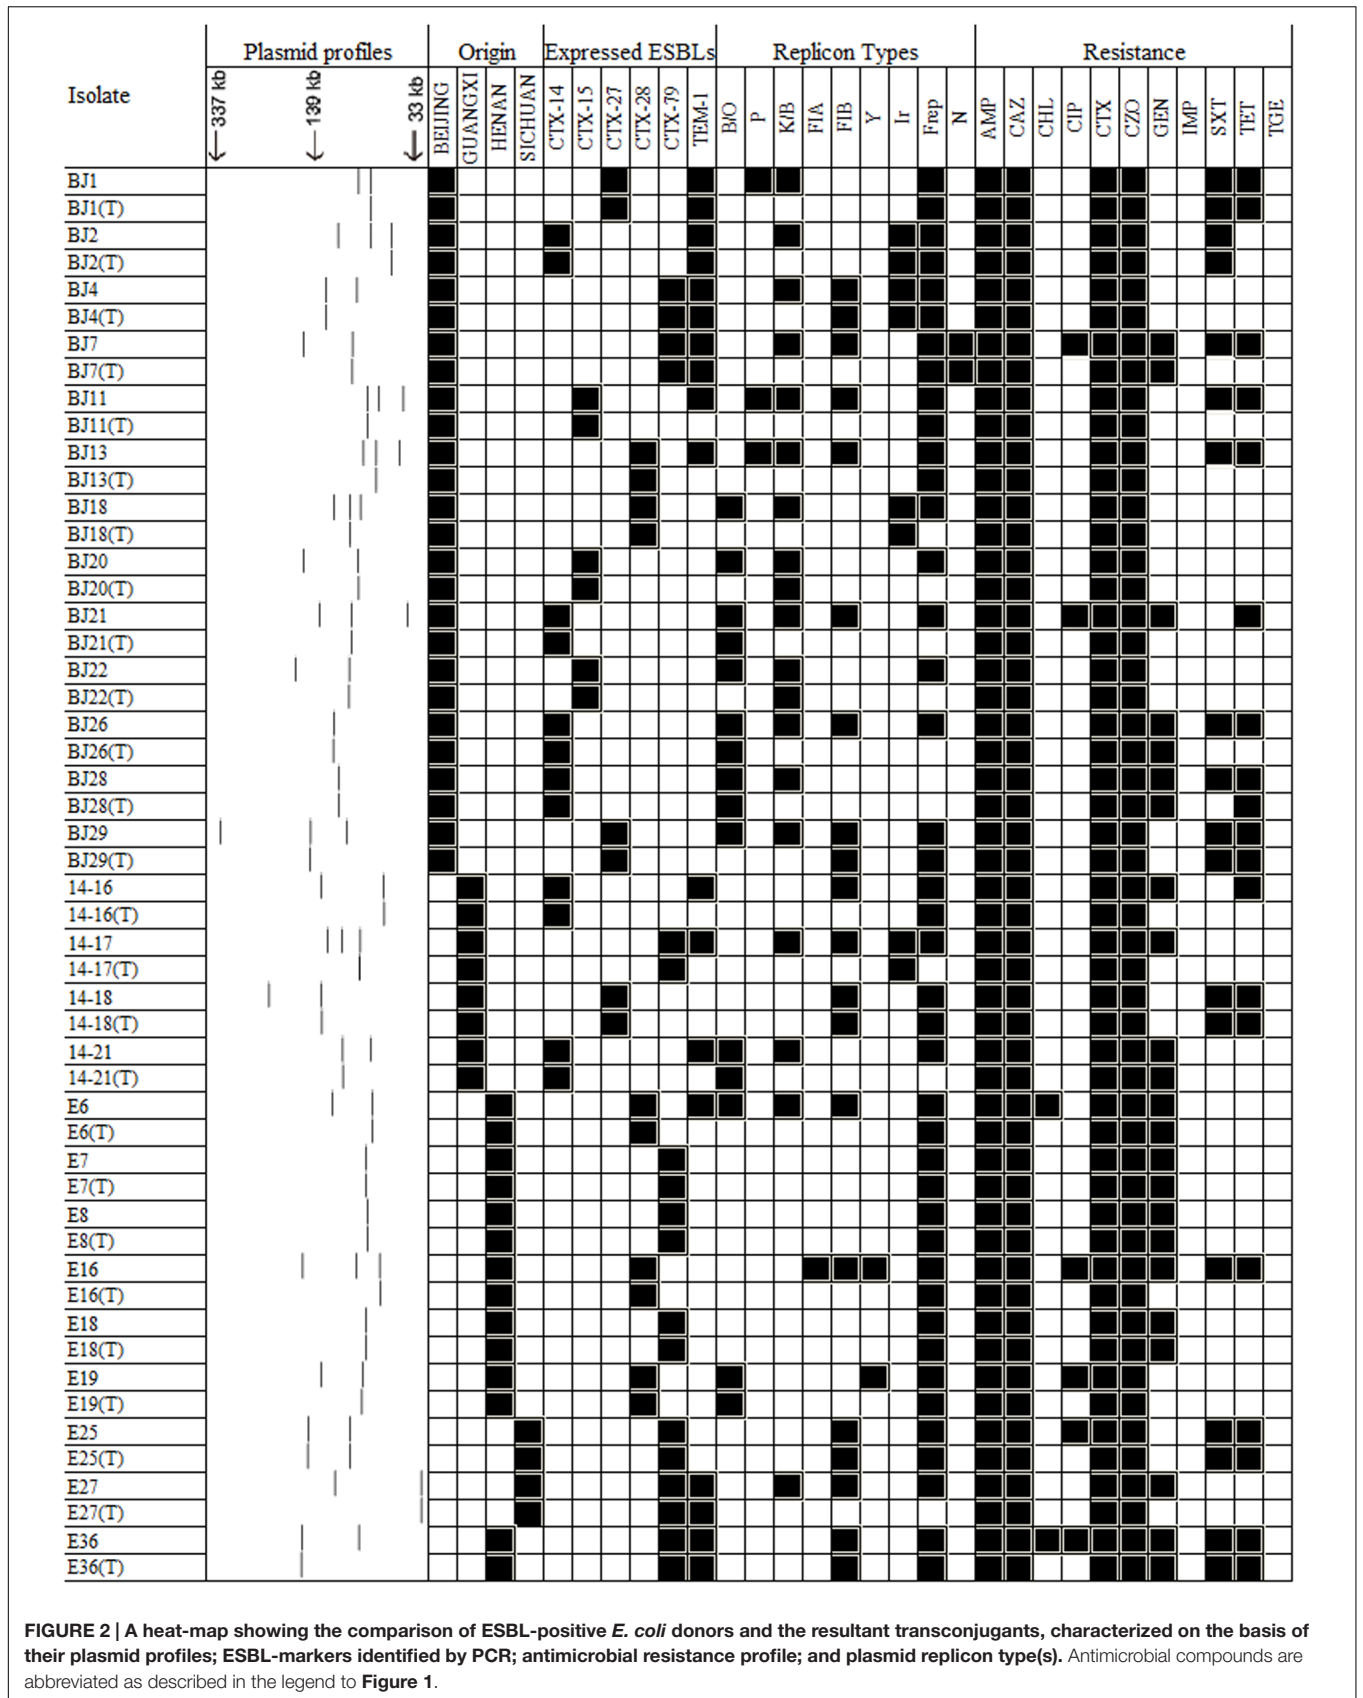 Plasmid profiles Origin Expressed ESBLs Replicon Types Resistance
Isolate 337 kb 139 kb 33 kb BEIJING GUANGXI HENAN SICHUAN CTX-14 CTX-15 CTX-27 CTX-28 CTX-79 TEM-1 B/O P K/B FIA FIB Y Ir Frep N AMP CAZ CHL CIP CTX CZO GEN IMP SXT TET TGE
BJ1
BJ1(T)
BJ2
BJ2(T)
BJ4
BJ4(T)
BJ7
BJ7(T)
BJ11
BJ11(T)
BJ13
BJ13(T)
BJ18
BJ18(T)
BJ20
BJ20(T)
BJ21
BJ21(T)
BJ22
BJ22(T)
BJ26
BJ26(T)
BJ28
BJ28(T)
BJ29
BJ29(T)
14-16
14-16(T)
14-17
14-17(T)
14-18
14-18(T)
14-21
14-21(T)
E6
E6(T)
E7
E7(T)
E8
E8(T)
E16
E16(T)
E18
E18(T)
E19
E19(T)
E25
E25(T)
E27
E27(T)
E36
E36(T)
FIGURE 2 | A heat-map showing the comparison of ESBL-positive E. coli donors and the resultant transconjugants, characterized on the basis of
their plasmid profiles; ESBL-markers identified by PCR; antimicrobial resistance profile; and plasmid replicon type(s). Antimicrobial compounds are
abbreviated as described in the legend to Figure 1.